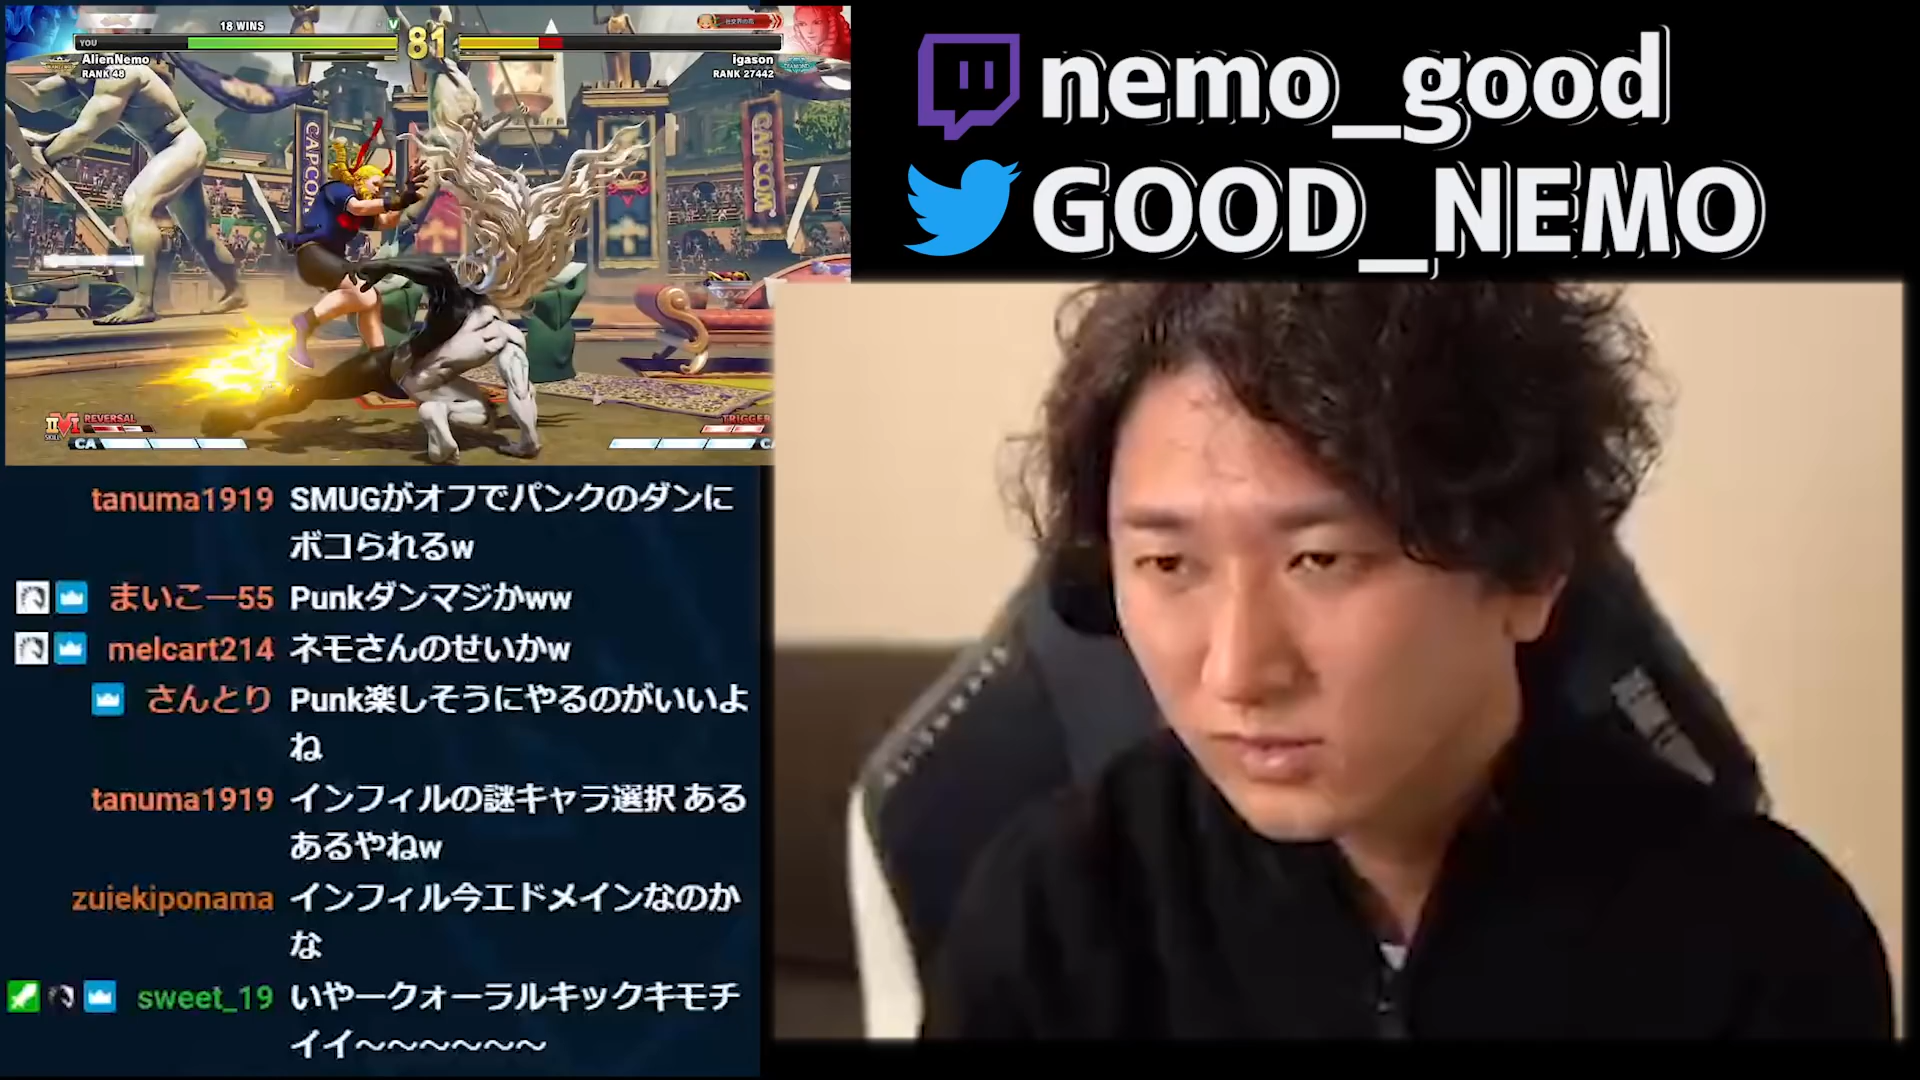 18 WINS
YOU
81
AlienNemo
RANK 48
igason
RANK 27442
CAPCOM
CAPCOM
REVERSAL
CA
TRIGGER
nemo_good
GOOD_NEMO
tanuma1919 SMUGがオフでパンクのダンに
ボコられるw
まいこー55 Punkダンマジかww
melcart214 ネモさんのせいかw
さんとり Punk楽しそうにやるのがいいよ
ね
tanuma1919 インフィルの謎キャラ選択 ある
あるやねw
zuiekiponama インフィル今エドメインなのか
な
sweet_19 いやークォーラルキックキモチ
イイ〜〜〜〜〜〜